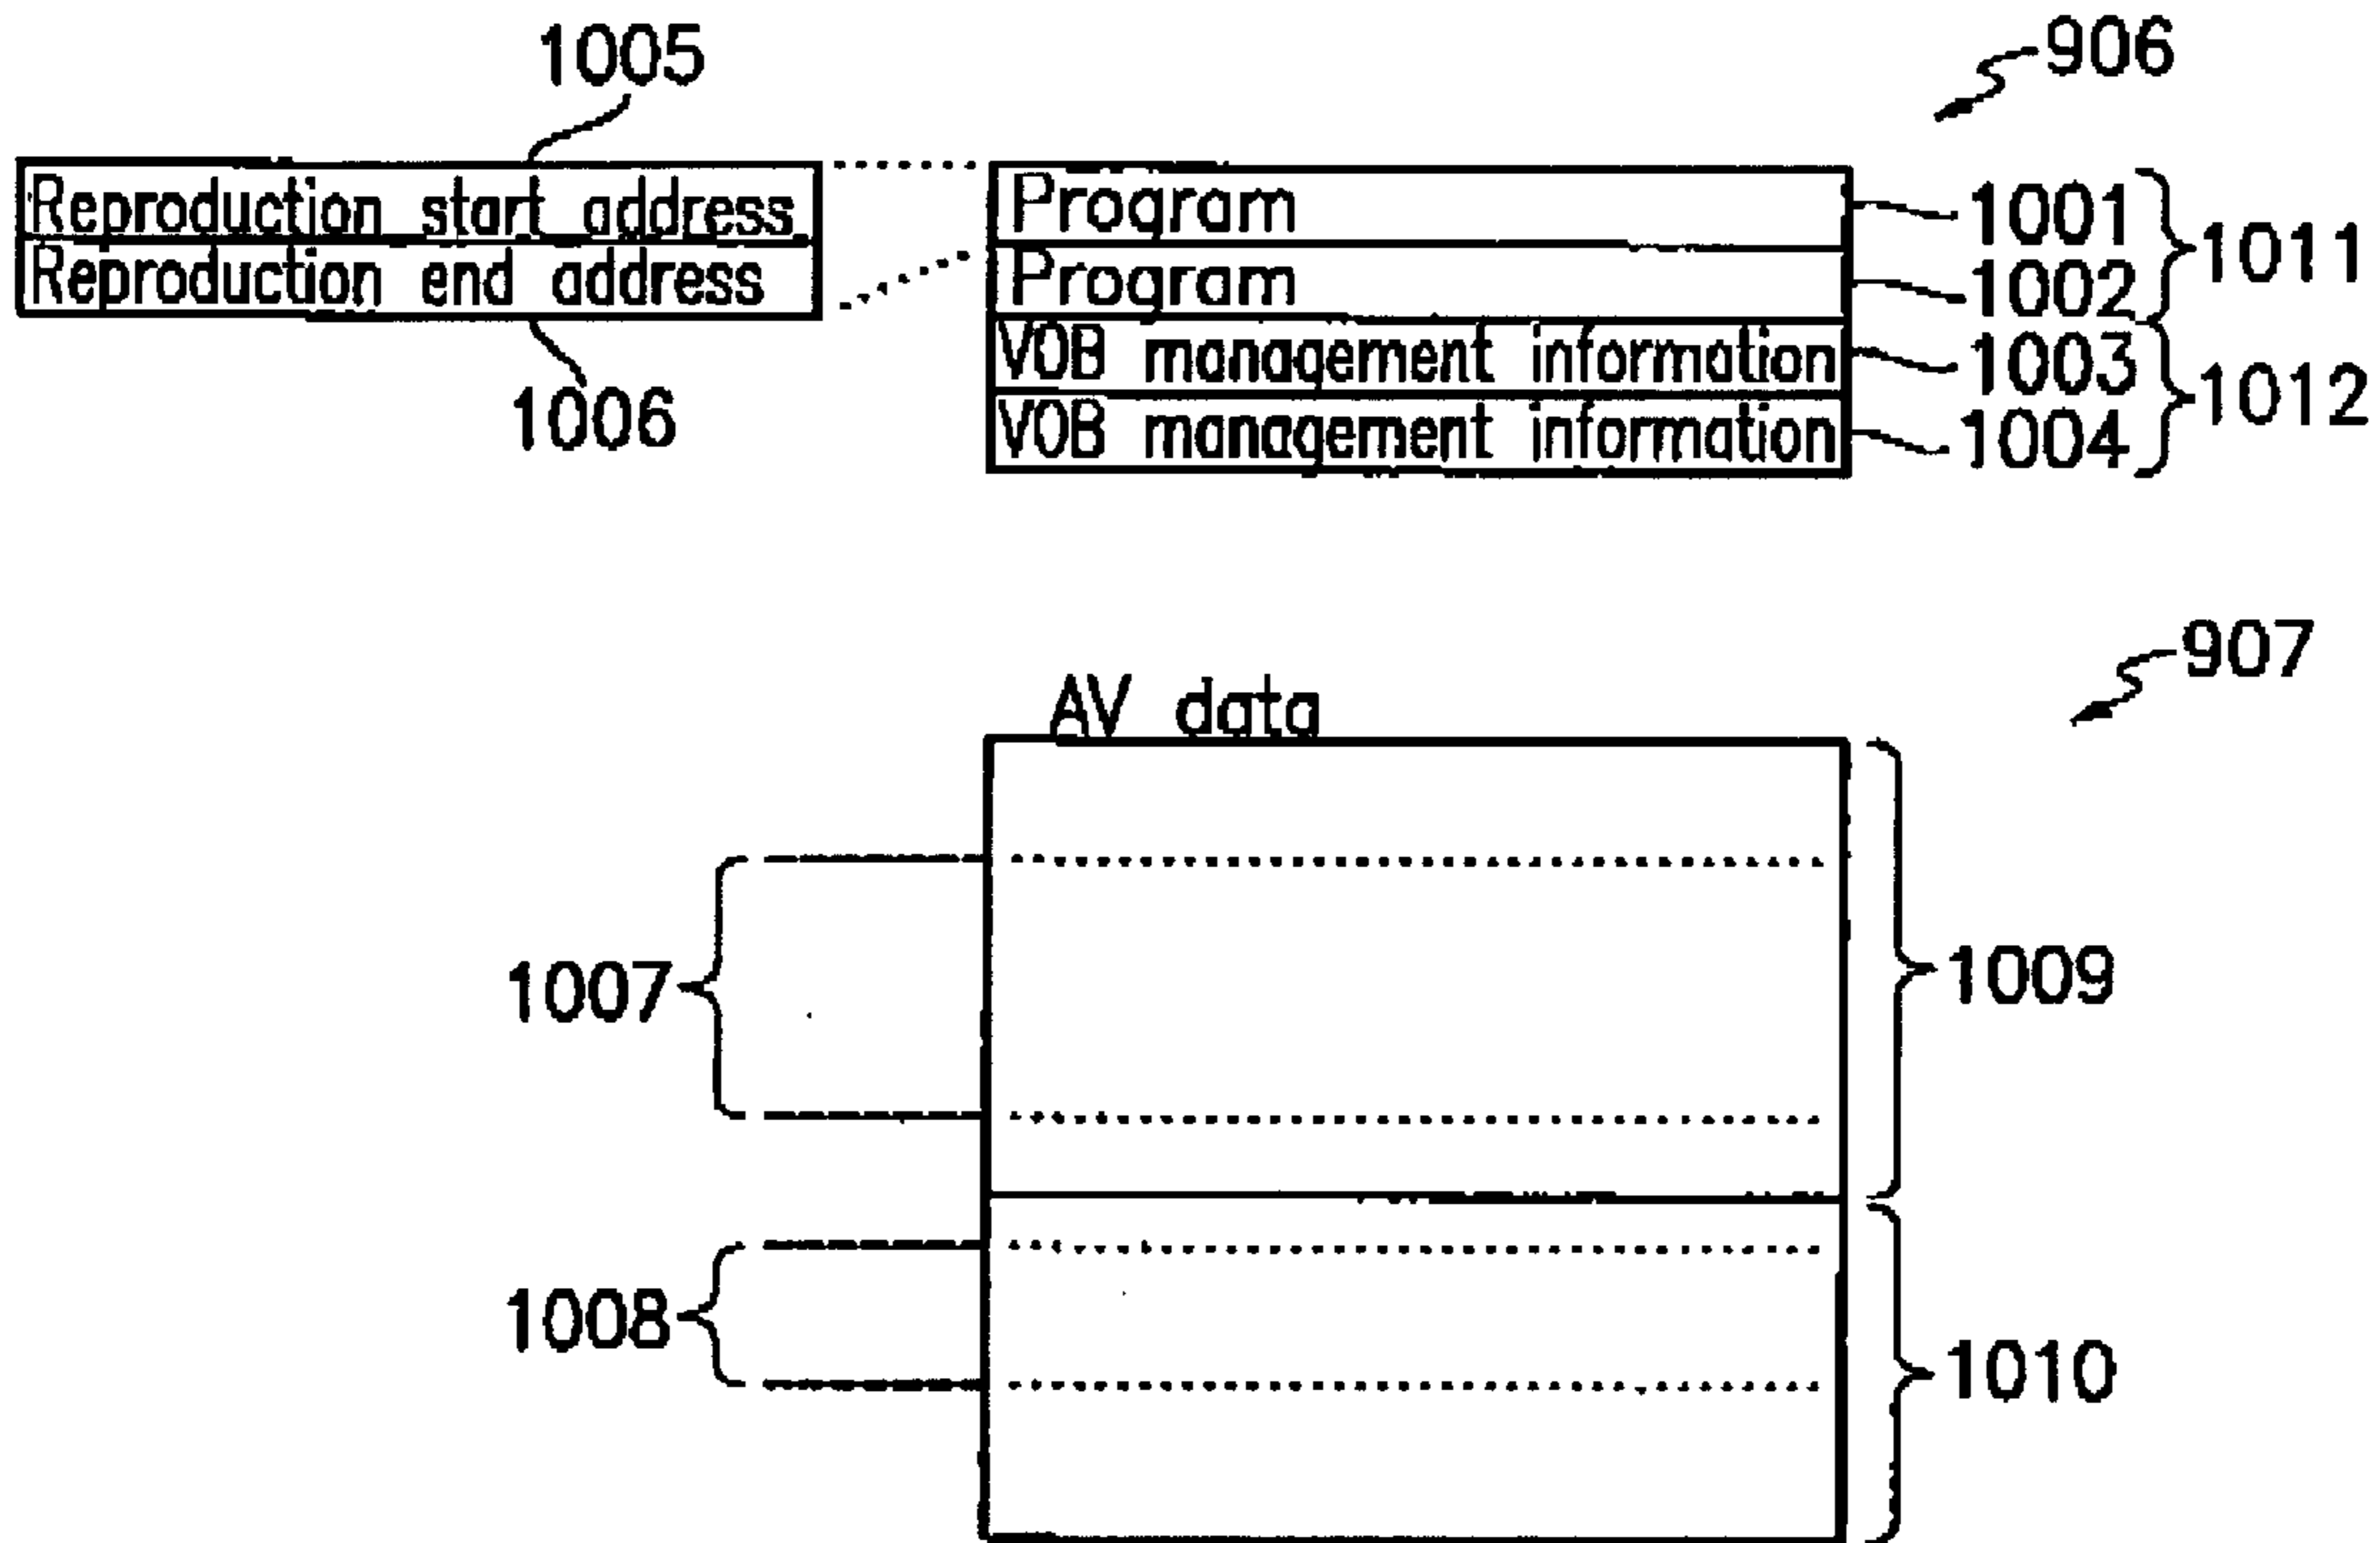 1005
906
Reproduction start address
Reproduction end address
1006
Program 1001
Program 1002
1011
VOB management information 1003
VOB management information 1004
1012
907
AV data
1007
1009
1008
1010